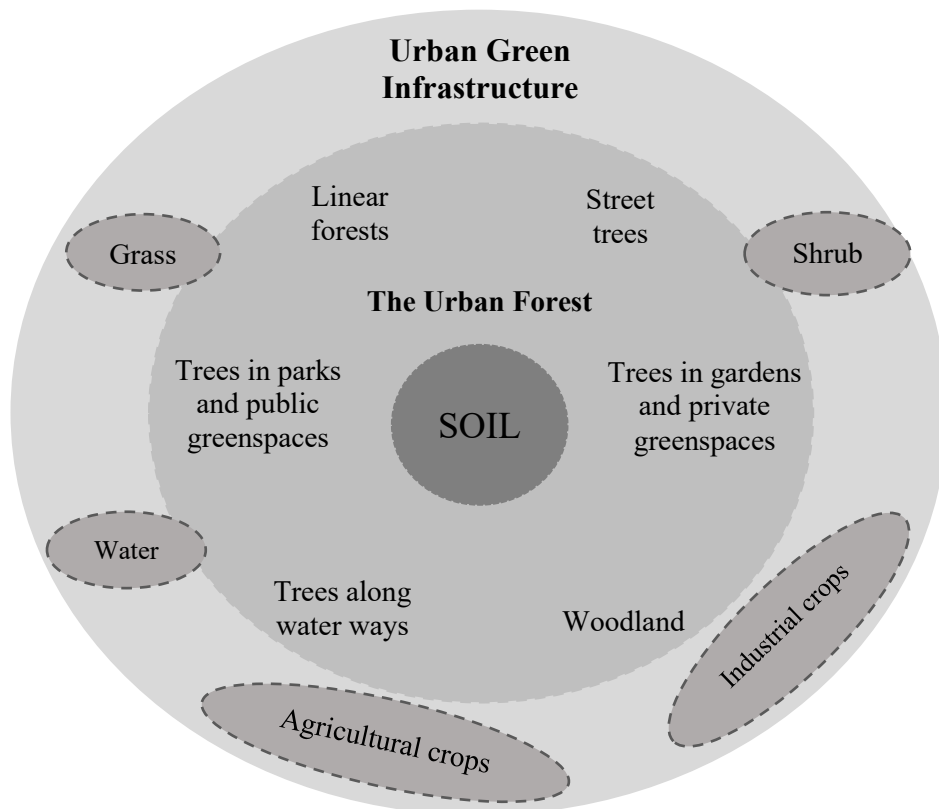 Urban Green
Infrastructure
Linear
forests
Street
trees
Grass
Shrub
The Urban Forest
Trees in parks
and public
greenspaces
SOIL
Trees in gardens
and private
greenspaces
Water
Trees along
water ways
Woodland
Industrial crops
Agricultural crops